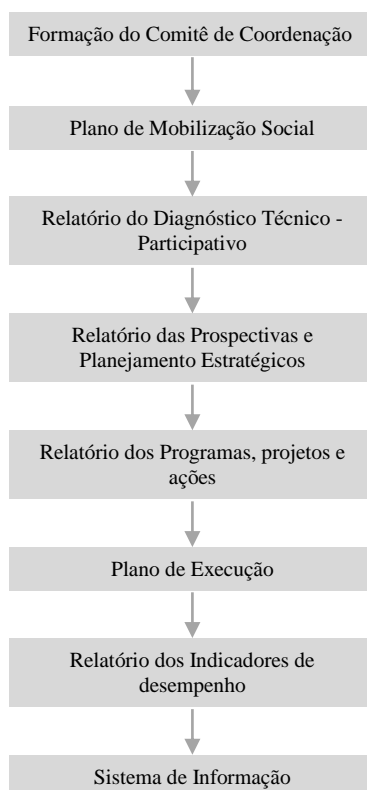 Formação do Comitê de Coordenação
Plano de Mobilização Social
Relatório do Diagnóstico Técnico -
Participativo
Relatório das Prospectivas e
Planejamento Estratégicos
Relatório dos Programas, projetos e
ações
Plano de Execução
Relatório dos Indicadores de
desempenho
Sistema de Informação